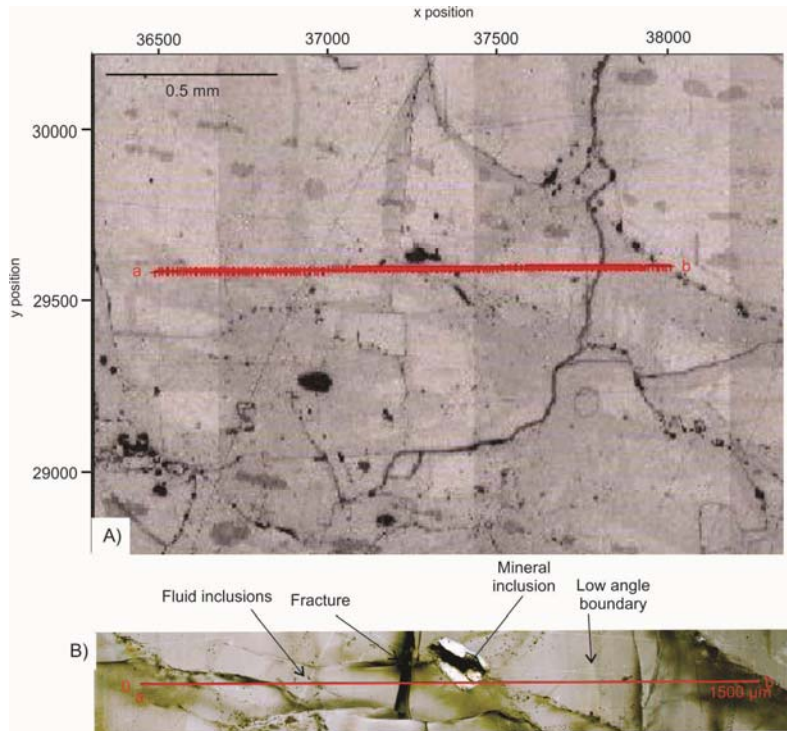 x position
36500 37000 37500 38000
0.5 mm
30000
29500
29000
y position
a
b
A)
Mineral
inclusion
Low angle
boundary
Fluid inclusions
Fracture
B)
0
a
b
1500 µm